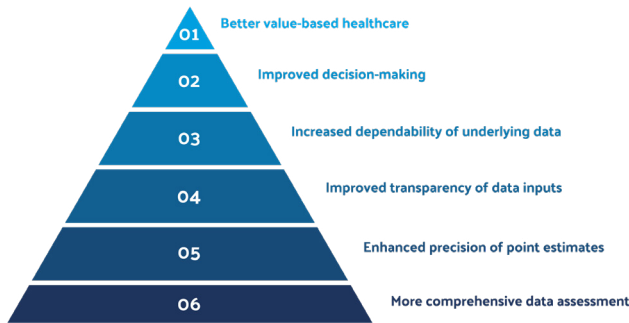 01
Better value-based healthcare
02
Improved decision-making
03
Increased dependability of underlying data
04
Improved transparency of data inputs
05
Enhanced precision of point estimates
06
More comprehensive data assessment